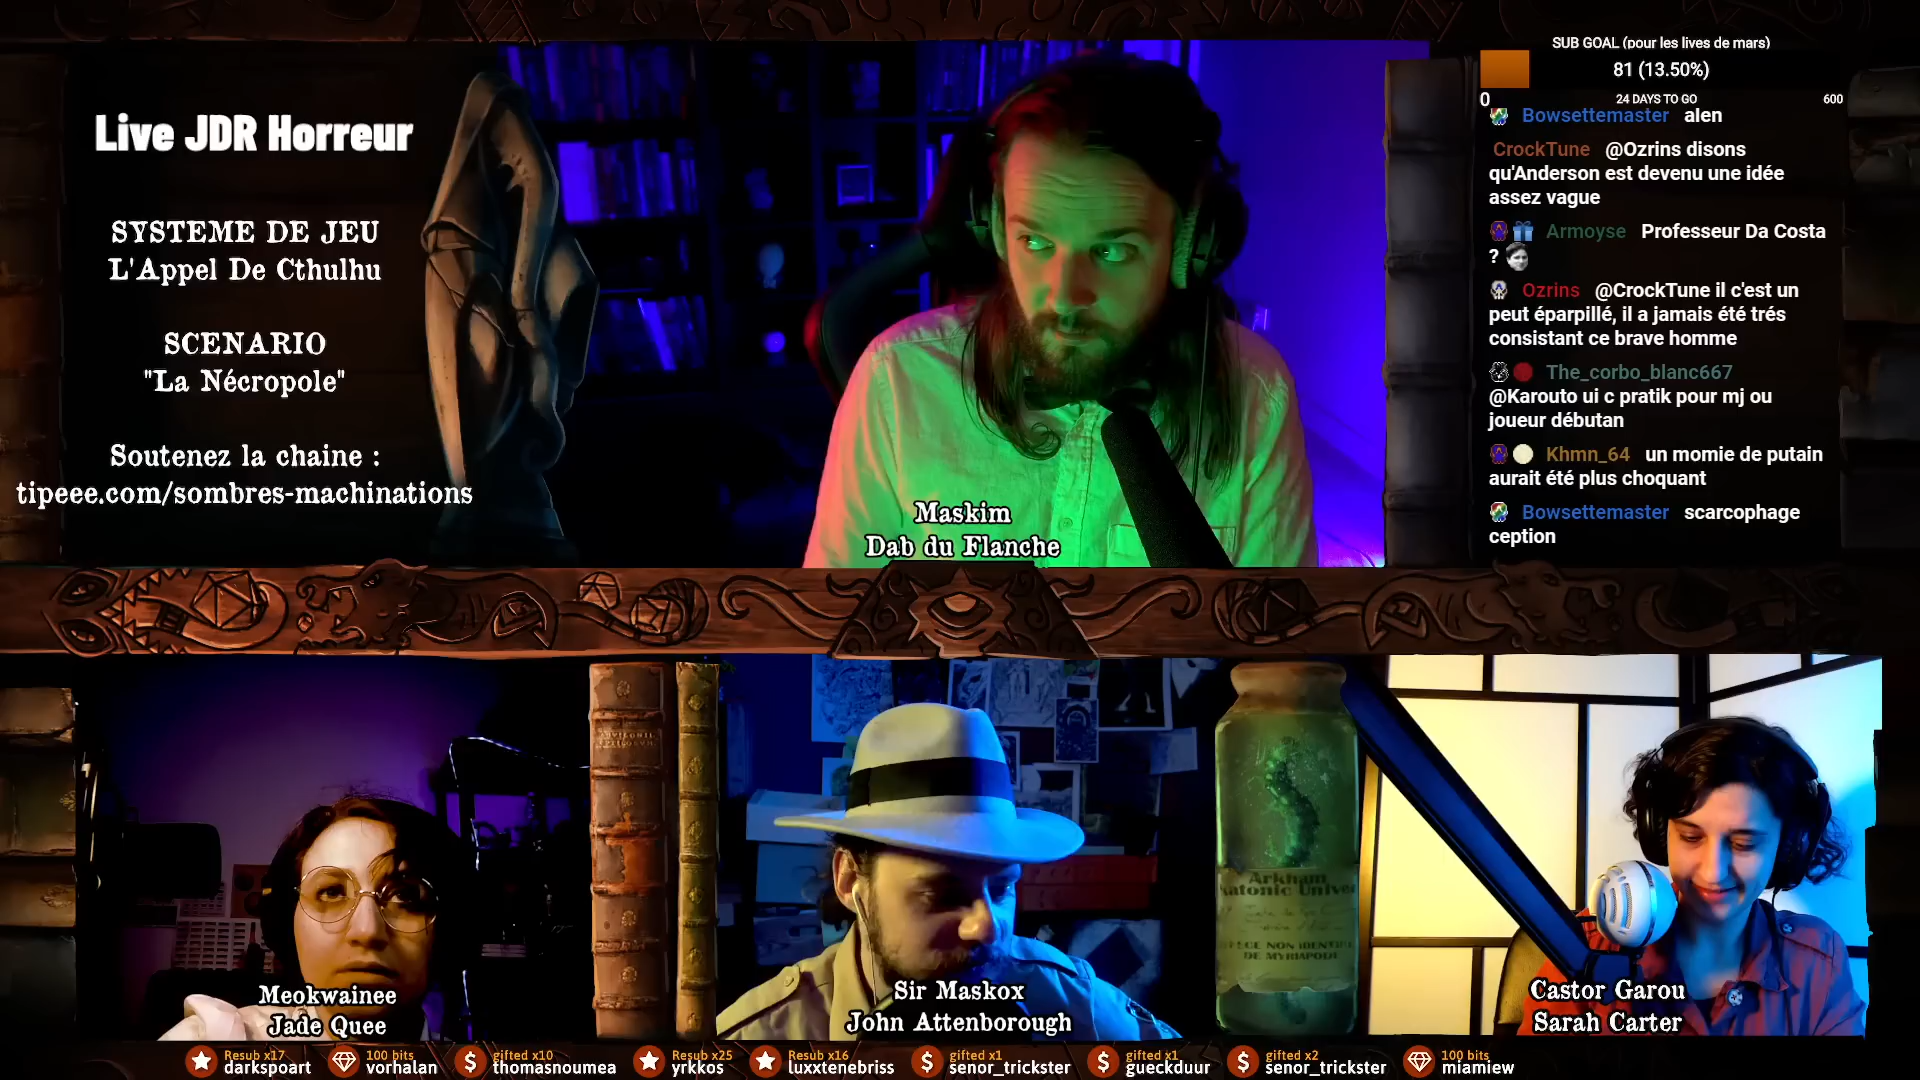 Live JDR Horreur
SYSTEME DE JEU
L'Appel De Cthulhu
SCENARIO
"La Nécropole"
Soutenez la chaine :
tipeee.com/sombres-machinations
Maskim
Dab du Flanche
SUB GOAL (pour les lives de mars)
81 (13.50%)
0
24 DAYS TO GO
600
Bowsettemaster alen
CrockTune @Ozrins disons
qu'Anderson est devenu une idée
assez vague
Armoyse Professeur Da Costa
?
Ozrins @CrockTune il c'est un
peut éparpillé, il a jamais été trés
consistant ce brave homme
The_corbo_blanc667
@Karouto ui c pratik pour mj ou
joueur débutan
Khmn_64 un momie de putain
aurait été plus choquant
Bowsettemaster scarcophage
ception
Meokwainee
Jade Quee
Sir Maskox
John Attenborough
Arkham
NON
DE MYRIAPODE
Castor Garou
Sarah Carter
Resub x17
darkspoart
100 bits
vorhalan
gifted x10
thomasnoumea
Resub x25
yrkkos
Resub x16
luxxtenebriss
gifted x1
senor_trickster
gifted x1
gueckduur
gifted x2
senor_trickster
100 bits
miamiew